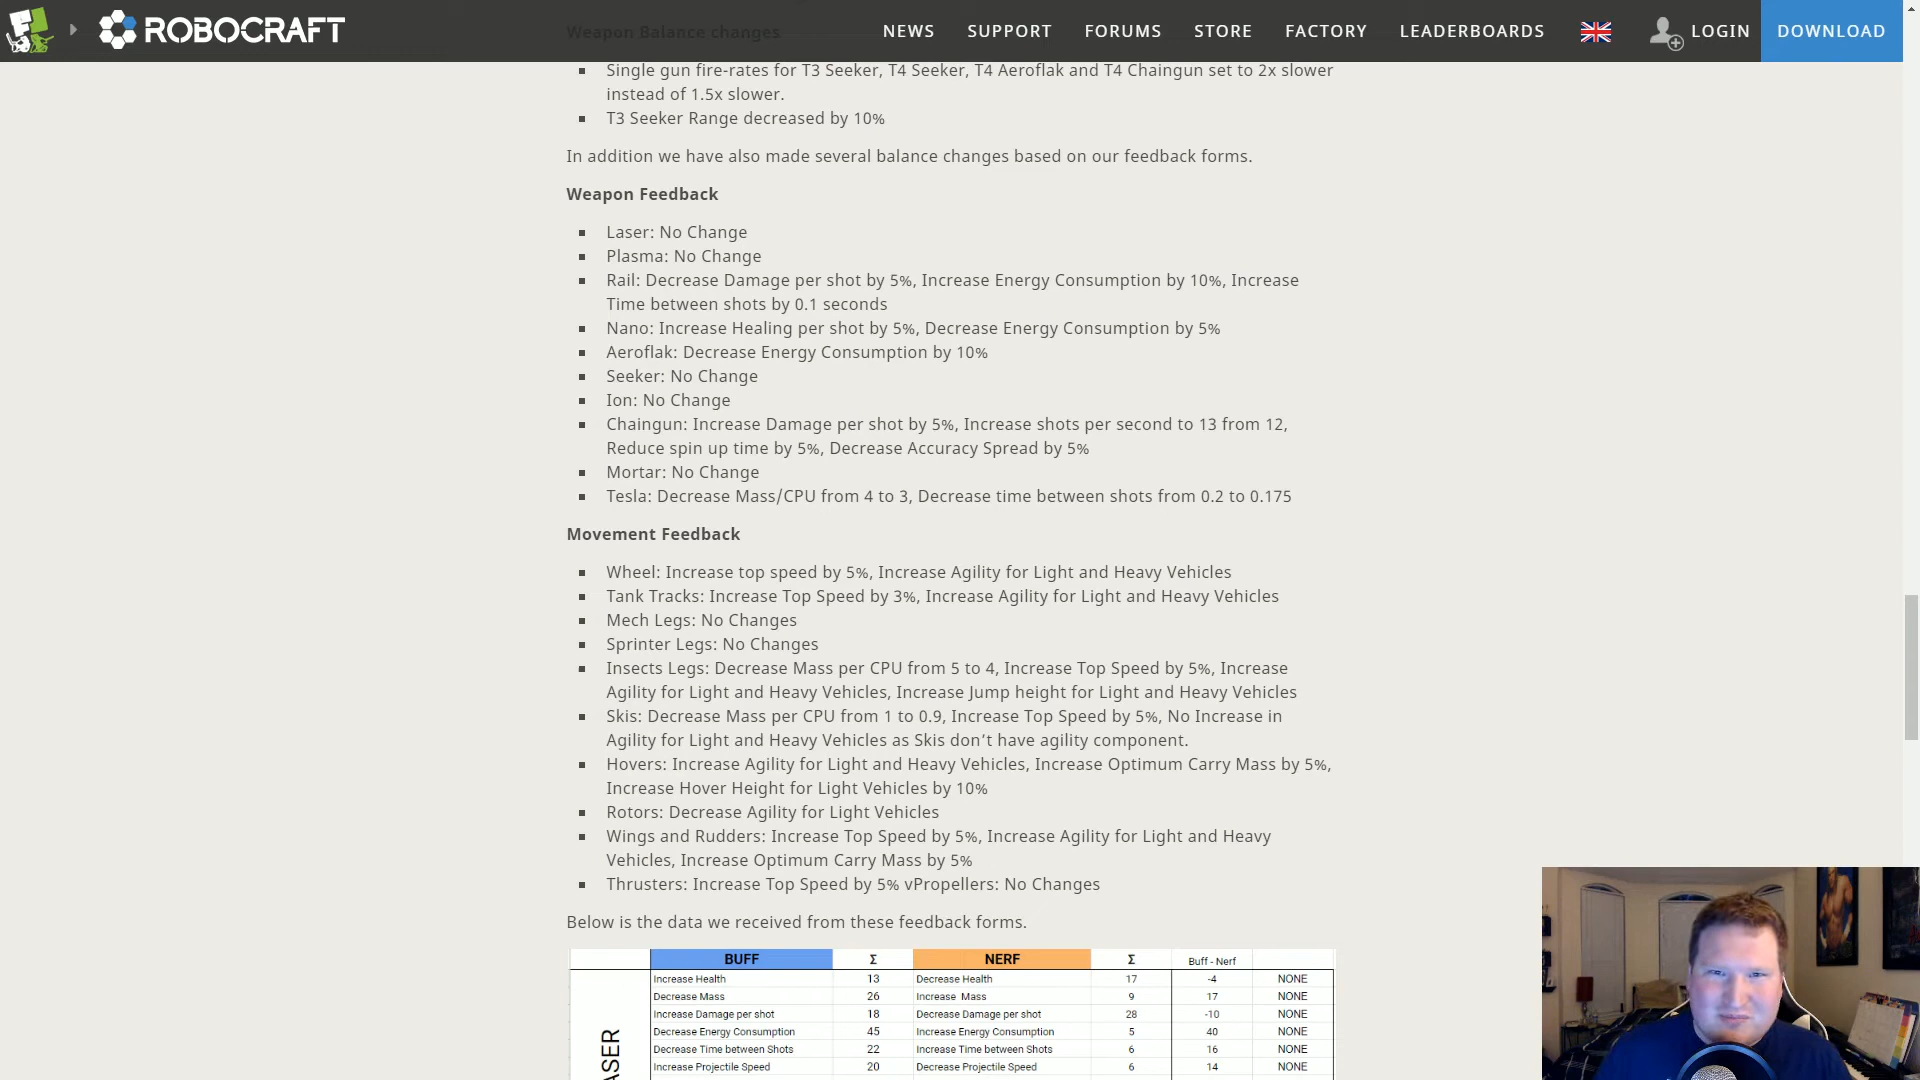 ROBOCRAFT
NEWS SUPPORT FORUMS STORE FACTORY LEADERBOARDS LOGIN DOWNLOAD
Weapon Balance changes
Single gun fire-rates for T3 Seeker, T4 Seeker, T4 Aeroflak and T4 Chaingun set to 2x slower
instead of 1.5x slower.
T3 Seeker Range decreased by 10%
In addition we have also made several balance changes based on our feedback forms.
Weapon Feedback
Laser: No Change
Plasma: No Change
Rail: Decrease Damage per shot by 5%, Increase Energy Consumption by 10%, Increase
Time between shots by 0.1 seconds
Nano: Increase Healing per shot by 5%, Decrease Energy Consumption by 5%
Aeroflak: Decrease Energy Consumption by 10%
Seeker: No Change
Ion: No Change
Chaingun: Increase Damage per shot by 5%, Increase shots per second to 13 from 12,
Reduce spin up time by 5%, Decrease Accuracy Spread by 5%
Mortar: No Change
Tesla: Decrease Mass/CPU from 4 to 3, Decrease time between shots from 0.2 to 0.175
Movement Feedback
Wheel: Increase top speed by 5%, Increase Agility for Light and Heavy Vehicles
Tank Tracks: Increase Top Speed by 3%, Increase Agility for Light and Heavy Vehicles
Mech Legs: No Changes
Sprinter Legs: No Changes
Insects Legs: Decrease Mass per CPU from 5 to 4, Increase Top Speed by 5%, Increase
Agility for Light and Heavy Vehicles, Increase Jump height for Light and Heavy Vehicles
Skis: Decrease Mass per CPU from 1 to 0.9, Increase Top Speed by 5%, No Increase in
Agility for Light and Heavy Vehicles as Skis don’t have agility component.
Hovers: Increase Agility for Light and Heavy Vehicles, Increase Optimum Carry Mass by 5%,
Increase Hover Height for Light Vehicles by 10%
Rotors: Decrease Agility for Light Vehicles
Wings and Rudders: Increase Top Speed by 5%, Increase Agility for Light and Heavy
Vehicles, Increase Optimum Carry Mass by 5%
Thrusters: Increase Top Speed by 5% vPropellers: No Changes
Below is the data we received from these feedback forms.
BUFF Σ NERF Σ Buff - Nerf
Increase Health 13 Decrease Health 17 -4 NONE
Decrease Mass 26 Increase Mass 9 17 NONE
Increase Damage per shot 18 Decrease Damage per shot 28 -10 NONE
Decrease Energy Consumption 45 Increase Energy Consumption 5 40 NONE
Decrease Time between Shots 22 Increase Time between Shots 6 16 NONE
Increase Projectile Speed 20 Decrease Projectile Speed 6 14 NONE